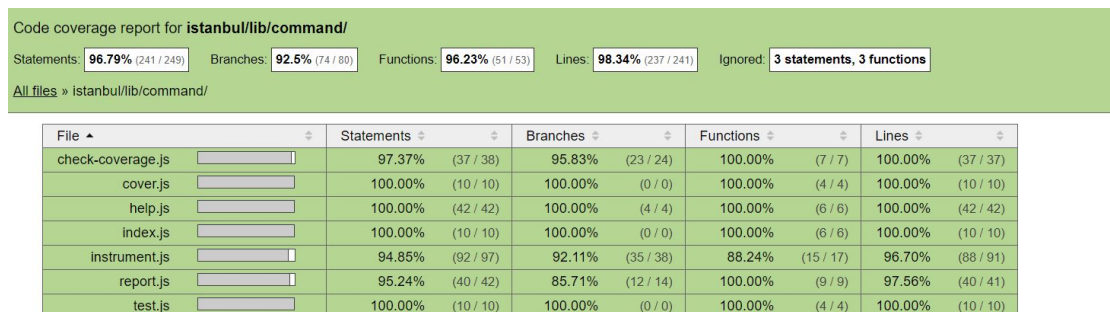 Code coverage report for istanbul/lib/command/
Statements: 96.79% (241 / 249) Branches: 92.5% (74 / 80) Functions: 96.23% (51 / 53) Lines: 98.34% (237 / 241) Ignored: 3 statements, 3 functions
All files » istanbul/lib/command/
File Statements Branches Functions Lines
check-coverage.js 97.37% (37 / 38) 95.83% (23 / 24) 100.00% (7 / 7) 100.00% (37 / 37)
cover.js 100.00% (10 / 10) 100.00% (0 / 0) 100.00% (4 / 4) 100.00% (10 / 10)
help.js 100.00% (42 / 42) 100.00% (4 / 4) 100.00% (6 / 6) 100.00% (42 / 42)
index.js 100.00% (10 / 10) 100.00% (0 / 0) 100.00% (6 / 6) 100.00% (10 / 10)
instrument.js 94.85% (92 / 97) 92.11% (35 / 38) 88.24% (15 / 17) 96.70% (88 / 91)
report.js 95.24% (40 / 42) 85.71% (12 / 14) 100.00% (9 / 9) 97.56% (40 / 41)
test.js 100.00% (10 / 10) 100.00% (0 / 0) 100.00% (4 / 4) 100.00% (10 / 10)